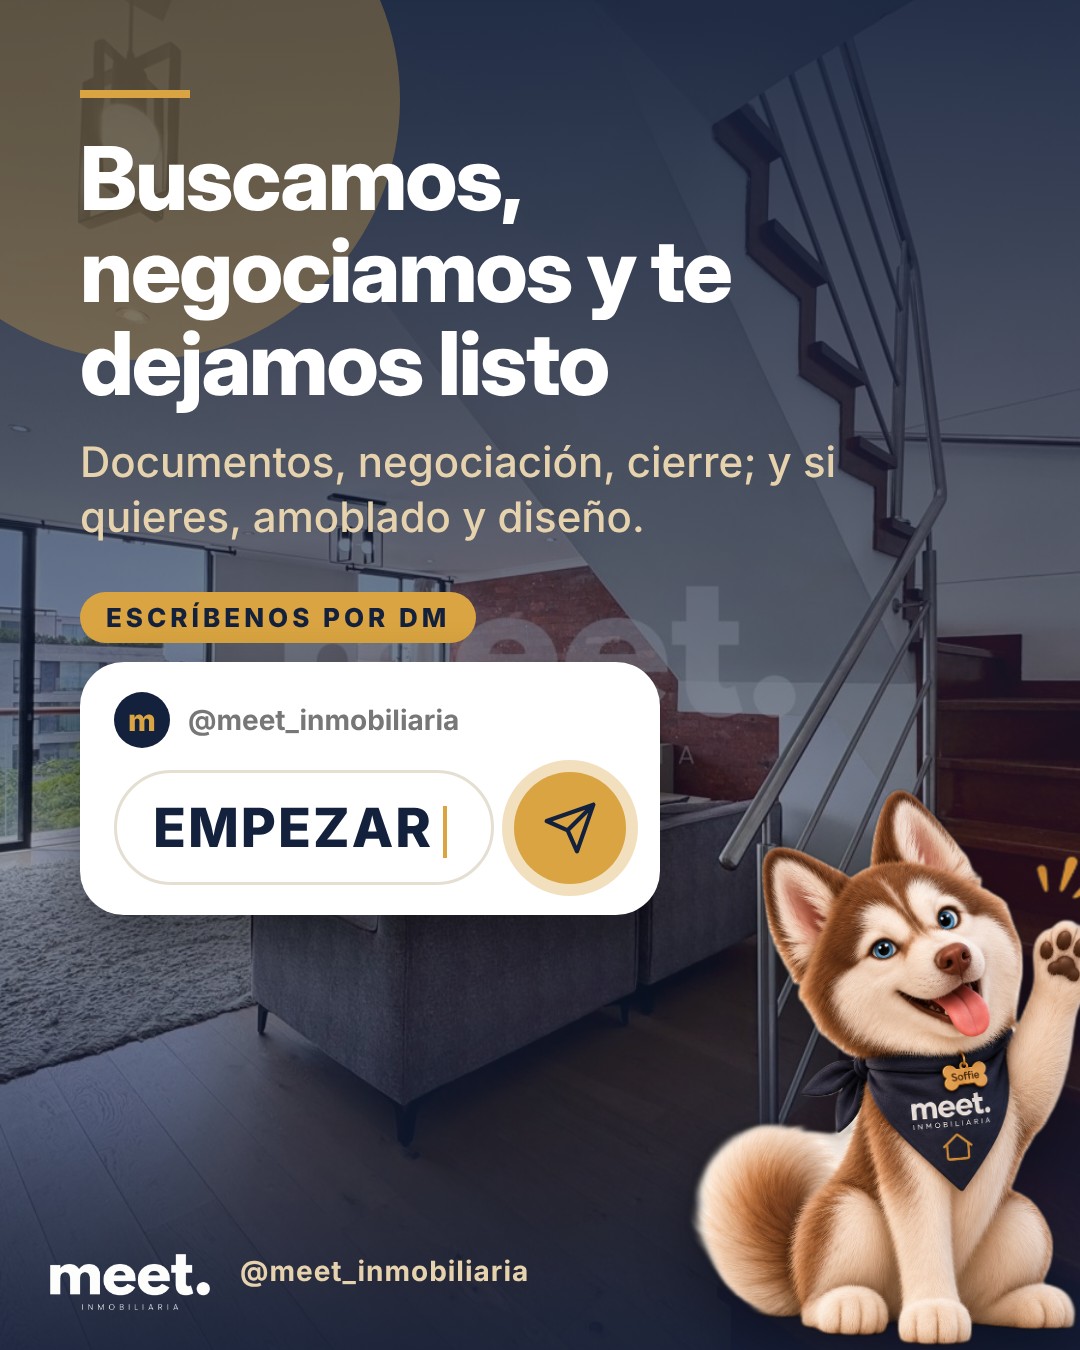 Buscamos,
negociamos y te
dejamos listo
Documentos, negociación, cierre; y si
quieres, amoblado y diseño.
ESCRÍBENOS POR DM
meet.
m
@meet_inmobiliaria
EMPEZAR
Soffie
meet.
INMOBILIARIA
meet.
INMOBILIARIA
@meet_inmobiliaria